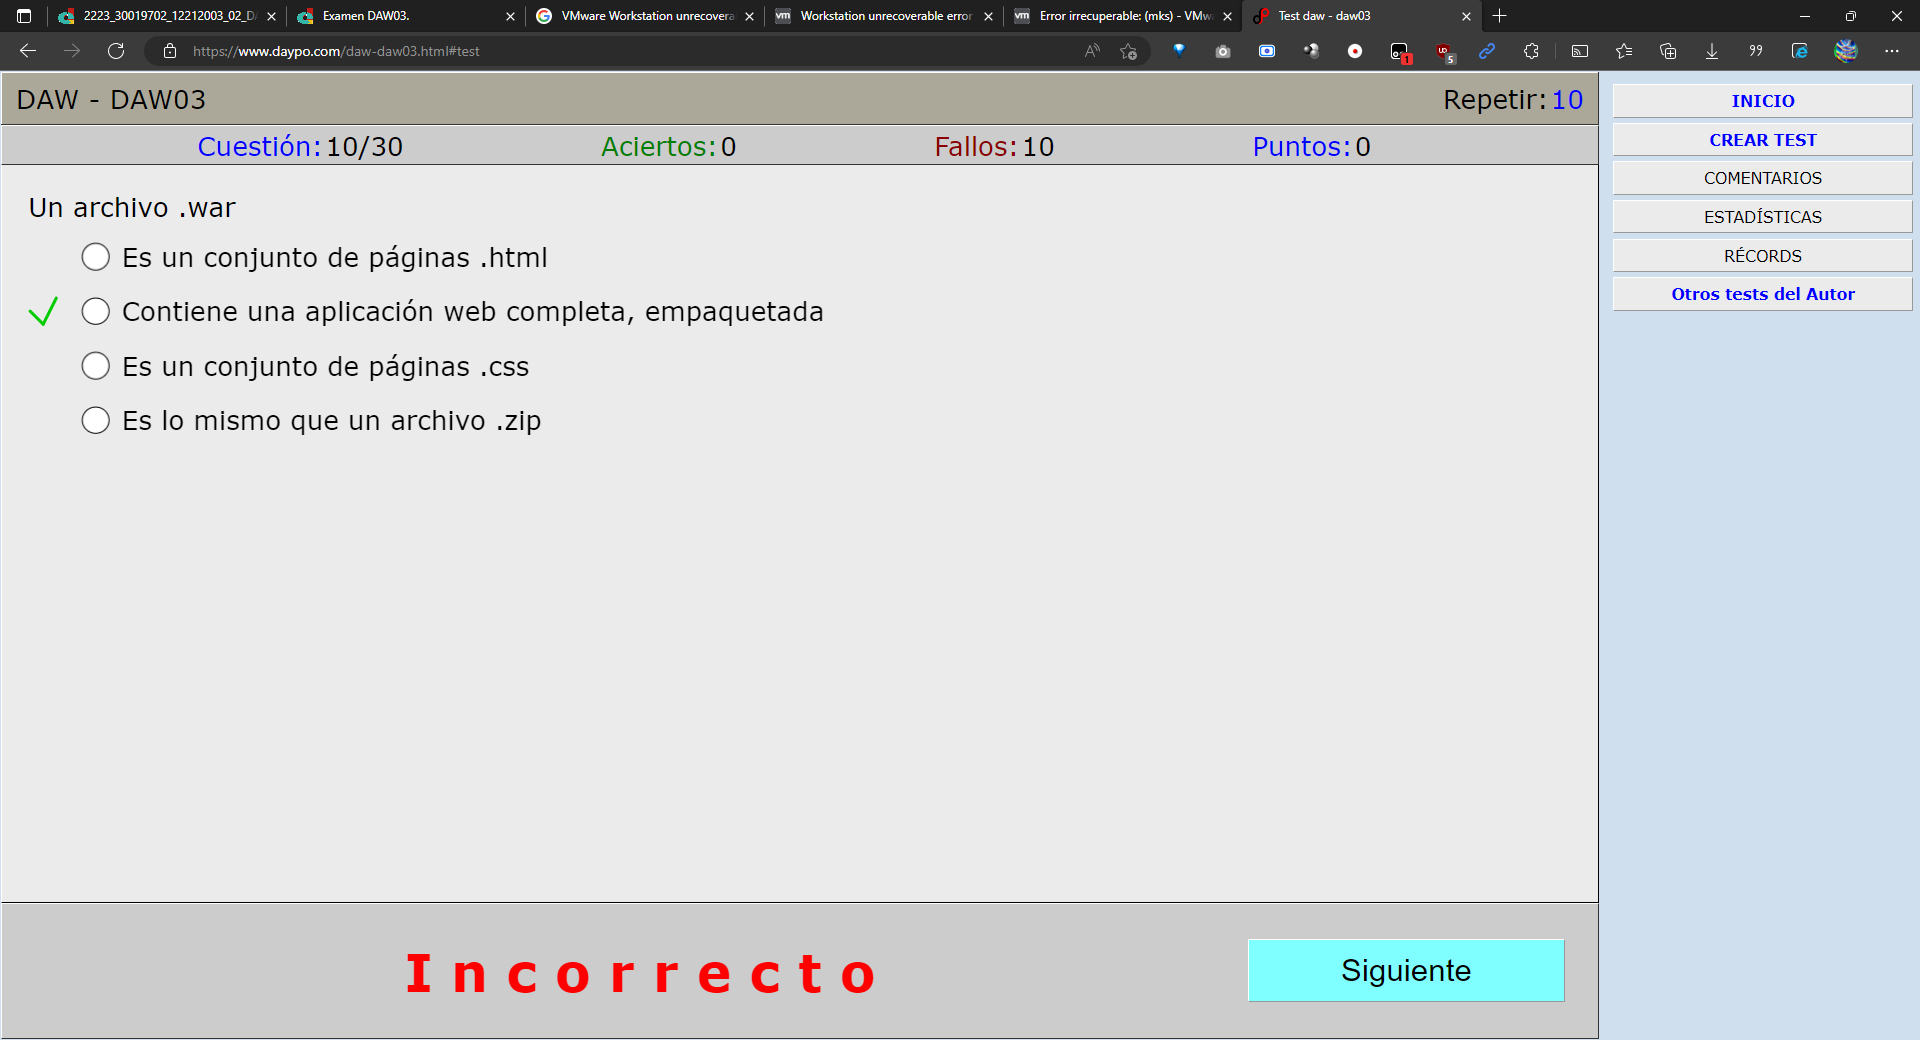 2223_30019702_12212003_02_D
Examen DAW03.
VMware Workstation unrecovera
Workstation unrecoverable error
Error irrecuperable: (mks) - VMw
Test daw - daw03
https://www.daypo.com/daw-daw03.html#test
1
5
DAW - DAW03
Repetir: 10
Cuestión: 10/30
Aciertos: 0
Fallos: 10
Puntos: 0
Un archivo .war
Es un conjunto de páginas .html
Contiene una aplicación web completa, empaquetada
Es un conjunto de páginas .css
Es lo mismo que un archivo .zip
Incorrecto
Siguiente
INICIO
CREAR TEST
COMENTARIOS
ESTADÍSTICAS
RÉCORDS
Otros tests del Autor